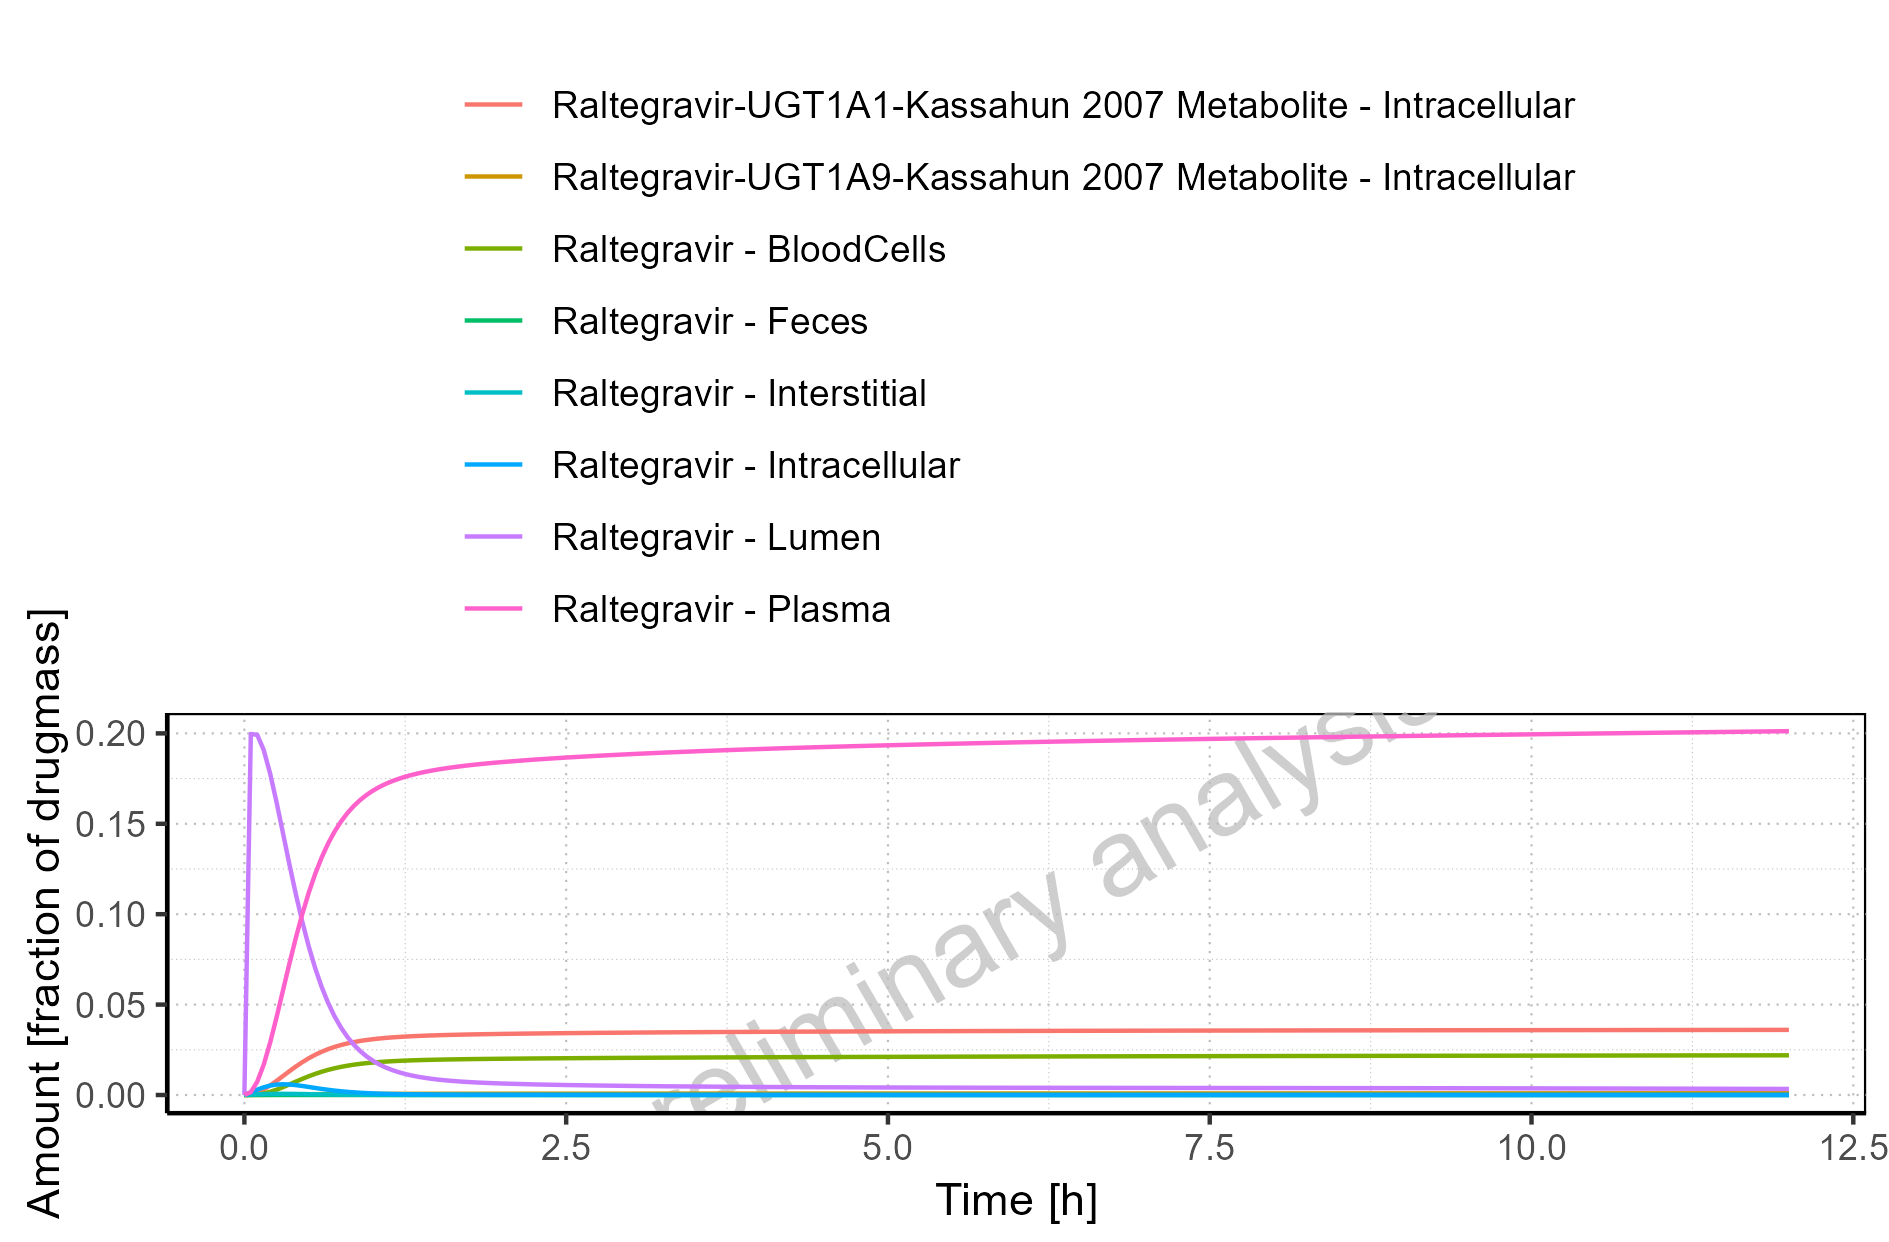 Raltegravir-UGT1A1-Kassahun 2007 Metabolite - Intracellular
Raltegravir-UGT1A9-Kassahun 2007 Metabolite - Intracellular
Raltegravir - BloodCells
Raltegravir - Feces
Raltegravir - Interstitial
Raltegravir - Intracellular
Raltegravir - Lumen
Raltegravir - Plasma
Amount [fraction of drugmass]
0.20
0.15
0.10
0.05
0.00
reliminary analysis
0.0 2.5 5.0 7.5 10.0 12.5
Time [h]